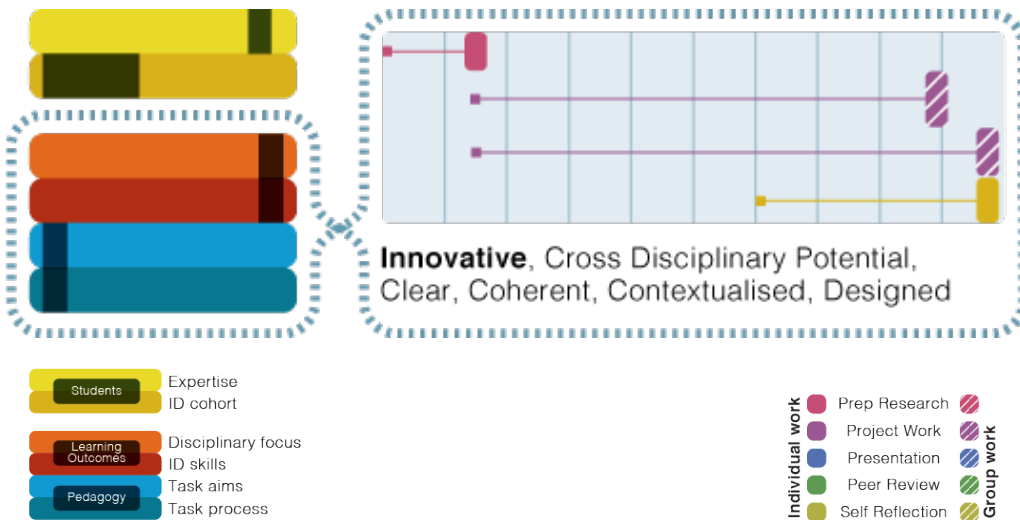 Innovative, Cross Disciplinary Potential,
Clear, Coherent, Contextualised, Designed
Students
Expertise
ID cohort
Learning
Outcomes
Disciplinary focus
ID skills
Pedagogy
Task aims
Task process
Individual work
Prep Research
Project Work
Presentation
Peer Review
Self Reflection
Group work